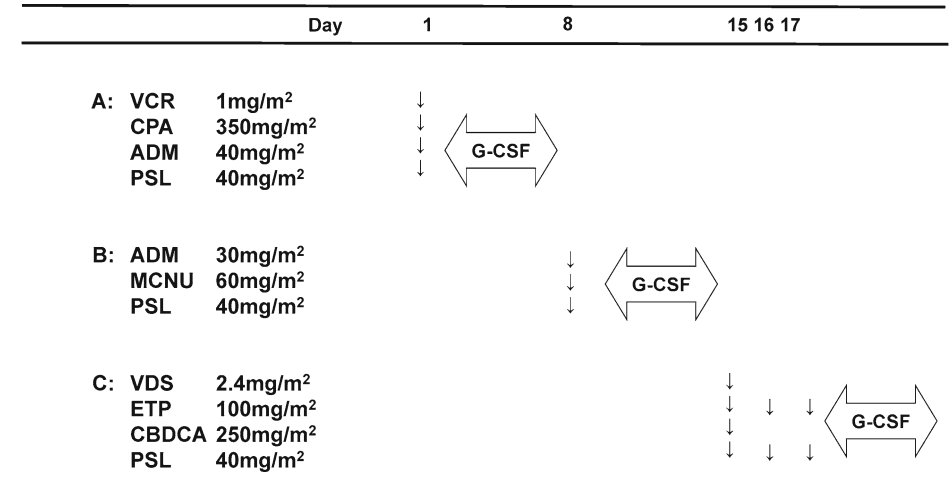 Day 1 8 15 16 17
A: VCR 1mg/m²
↓
CPA 350mg/m²
↓
ADM 40mg/m²
↓
G-CSF
PSL 40mg/m²
↓
B: ADM 30mg/m²
↓
MCNU 60mg/m²
↓
G-CSF
PSL 40mg/m²
↓
C: VDS 2.4mg/m²
↓
ETP 100mg/m²
↓ ↓ ↓
G-CSF
CBDCA 250mg/m²
↓
PSL 40mg/m²
↓ ↓ ↓